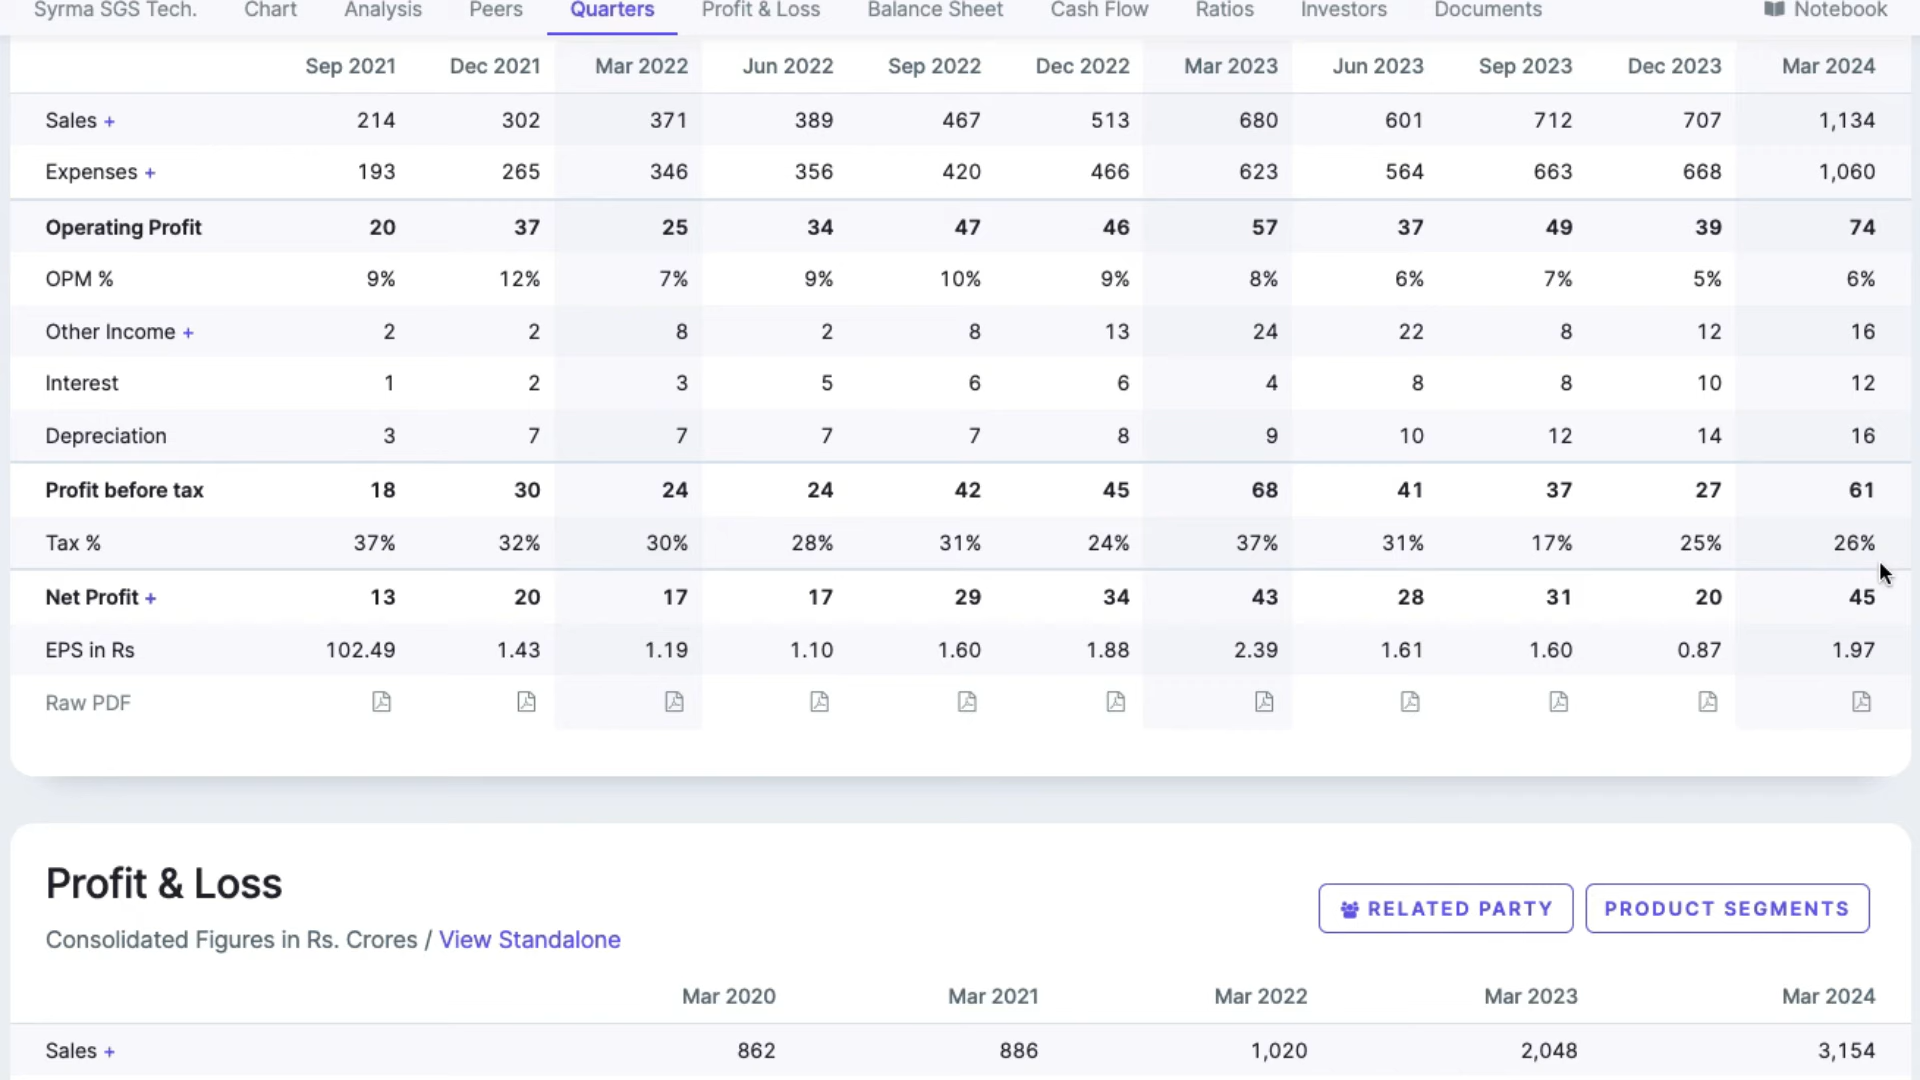 Syrma SGS Tech. Chart Analysis Peers Quarters Profit & Loss Balance Sheet Cash Flow Ratios Investors Documents Notebook
Sep 2021 Dec 2021 Mar 2022 Jun 2022 Sep 2022 Dec 2022 Mar 2023 Jun 2023 Sep 2023 Dec 2023 Mar 2024
Sales + 214 302 371 389 467 513 680 601 712 707 1,134
Expenses + 193 265 346 356 420 466 623 564 663 668 1,060
Operating Profit 20 37 25 34 47 46 57 37 49 39 74
OPM % 9% 12% 7% 9% 10% 9% 8% 6% 7% 5% 6%
Other Income + 2 2 8 2 8 13 24 22 8 12 16
Interest 1 2 3 5 6 6 4 8 8 10 12
Depreciation 3 7 7 7 7 8 9 10 12 14 16
Profit before tax 18 30 24 24 42 45 68 41 37 27 61
Tax % 37% 32% 30% 28% 31% 24% 37% 31% 17% 25% 26%
Net Profit + 13 20 17 17 29 34 43 28 31 20 45
EPS in Rs 102.49 1.43 1.19 1.10 1.60 1.88 2.39 1.61 1.60 0.87 1.97
Raw PDF
Profit & Loss
RELATED PARTY PRODUCT SEGMENTS
Consolidated Figures in Rs. Crores / View Standalone
Mar 2020 Mar 2021 Mar 2022 Mar 2023 Mar 2024
Sales + 862 886 1,020 2,048 3,154